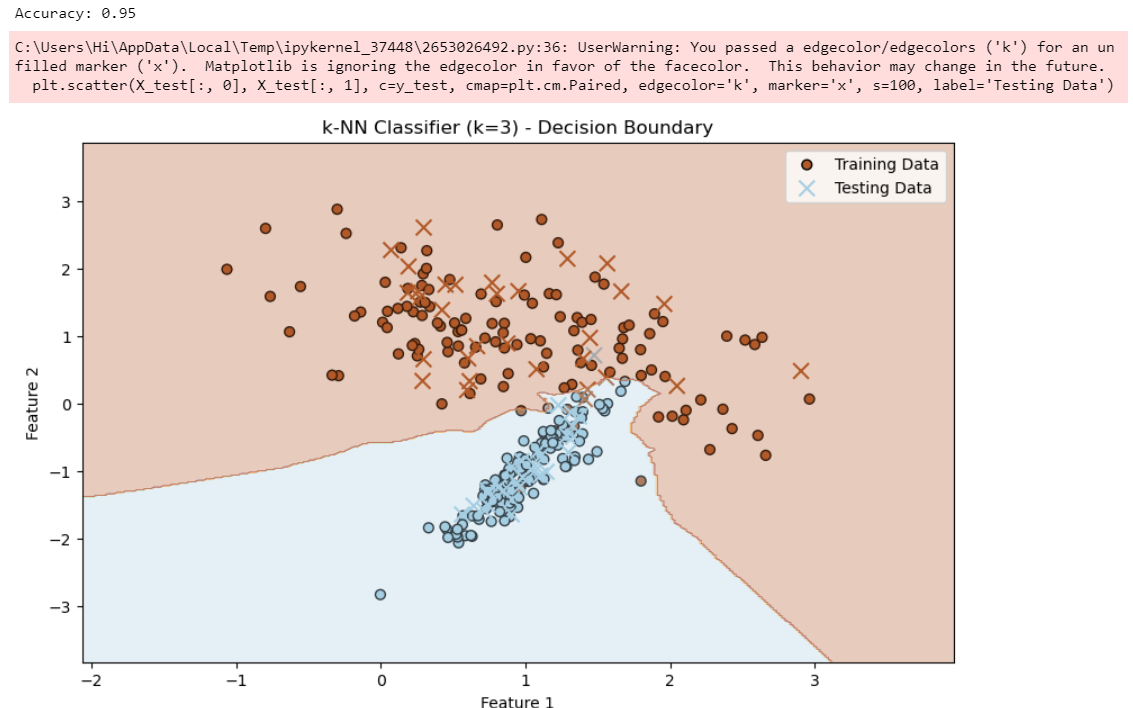 Accuracy: 0.95
C:\Users\Hi\AppData\Local\Temp\ipykernel_37448\2653026492.py:36: UserWarning: You passed a edgecolor/edgecolors ('k') for an un
filled marker ('x').  Matplotlib is ignoring the edgecolor in favor of the facecolor.  This behavior may change in the future.
  plt.scatter(X_test[:, 0], X_test[:, 1], c=y_test, cmap=plt.cm.Paired, edgecolor='k', marker='x', s=100, label='Testing Data')
k-NN Classifier (k=3) - Decision Boundary
Training Data
Testing Data
3
2
1
0
−1
−2
−3
Feature 2
−2 −1 0 1 2 3
Feature 1